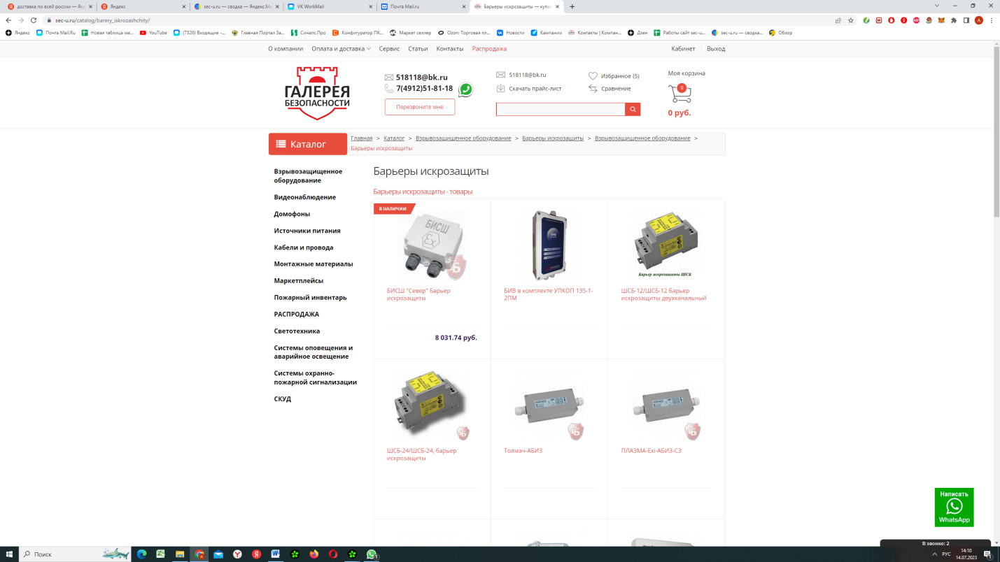 доставка по всей россии — Янд
Яндекс
sec-u.ru — сводка — Яндекс.Ме
VK WorkMail
Почта Mail.ru
Барьеры искрозащиты — купит
sec-u.ru/catalog/barery_iskrozashchity/
Яндекс
Почта Mail.Ru
Новая таблица ма...
YouTube
(7326) Входящие -...
Главная Портал За...
Синапс.Про
Конфигуратор ПК...
Маркет селлер
Ozon: Торговая пл...
Новости
Кампании
Контакты | Компан...
Дзен
Работы сайт sec-u...
sec-u.ru — сводка...
Обзор
О компании
Оплата и доставка
Сервис
Статьи
Контакты
Распродажа
Кабинет
Выход
ГАЛЕРЕЯ
БЕЗОПАСНОСТИ
518118@bk.ru
7(4912)51-81-18
Перезвоните мне
518118@bk.ru
Скачать прайс-лист
Избранное (5)
Сравнение
Моя корзина
0
0 руб.
Каталог
Главная > Каталог > Взрывозащищенное оборудование > Барьеры искрозащиты > Взрывозащищенное оборудование >
Барьеры искрозащиты
Взрывозащищенное
оборудование
Видеонаблюдение
Домофоны
Источники питания
Кабели и провода
Монтажные материалы
Маркетплейсы
Пожарный инвентарь
РАСПРОДАЖА
Светотехника
Системы оповещения и
аварийное освещение
Системы охранно-
пожарной сигнализации
СКУД
Барьеры искрозащиты
Барьеры искрозащиты - товары
В НАЛИЧИИ
БИСШ
Ex
БИСШ "Север" Барьер
искрозащиты
8 031.74 руб.
БИВ в комплекте УПКОП 135-1-
2ПМ
Барьер искрозащиты ШСБ
ШСБ-12/ШСБ-12 барьер
искрозащиты двухканальный
ШСБ-24/ШСБ-24, барьер
искрозащиты
Толмач-АБИЗ
ПЛАЗМА-Exi-АБИЗ-СЗ
Написать
WhatsApp
В звонке: 2
Поиск
РУС
14:10
14.07.2023